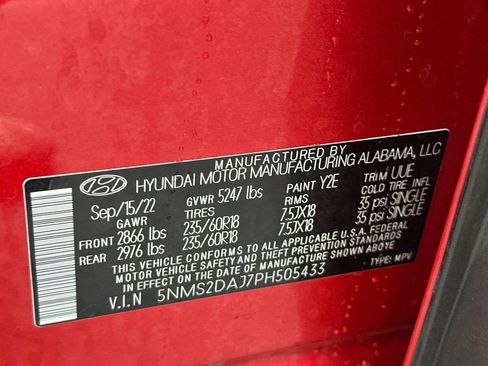 MANUFACTURED BY
HYUNDAI MOTOR MANUFACTURING ALABAMA, LLC
Sep/15/22 GVWR 5247 lbs PAINT Y2E TRIM UUE
GAWR TIRES RIMS COLD TIRE INFL
FRONT 2866 lbs 235/60R18 7.5JX18 35 psi SINGLE
REAR 2976 lbs 235/60R18 7.5JX18 35 psi SINGLE
THIS VEHICLE CONFORMS TO ALL APPLICABLE U.S.A. FEDERAL
MOTOR VEHICLE SAFETY AND THEFT PREVENTION STANDARDS
IN EFFECT ON THE DATE OF MANUFACTURE SHOWN ABOVE.
V.I.N 5NMS2DAJ7PH505433 TYPE: MPV